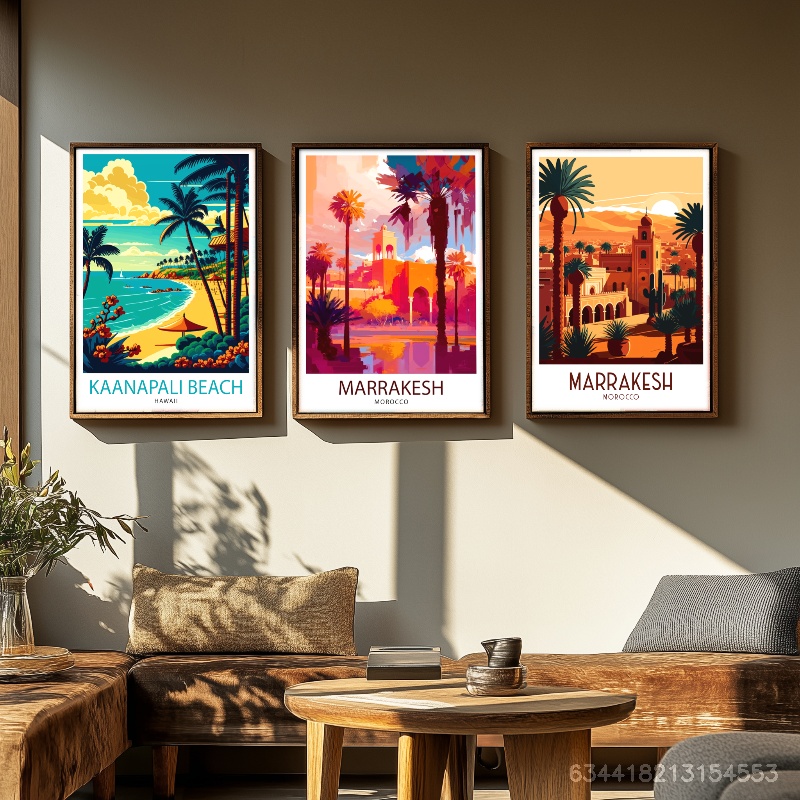 KAANAPALI BEACH
HAWAII
MARRAKESH
MOROCCO
MARRAKESH
MOROCCO
634418213154553